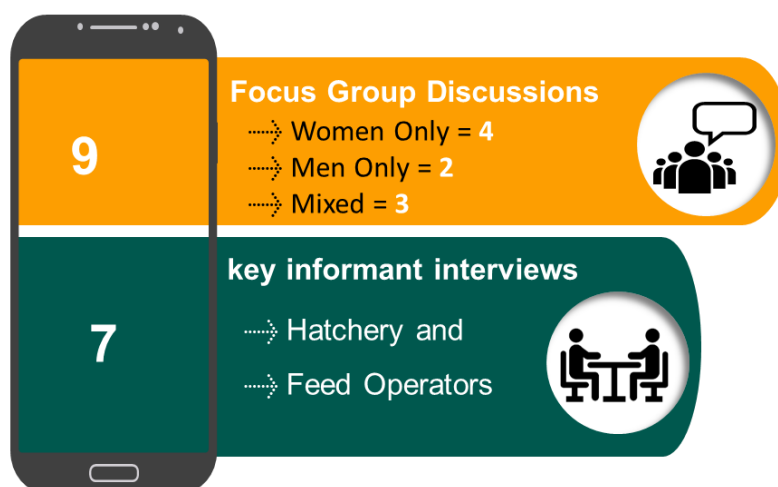 9
Focus Group Discussions
Women Only = 4
Men Only = 2
Mixed = 3
7
key informant interviews
Hatchery and
Feed Operators